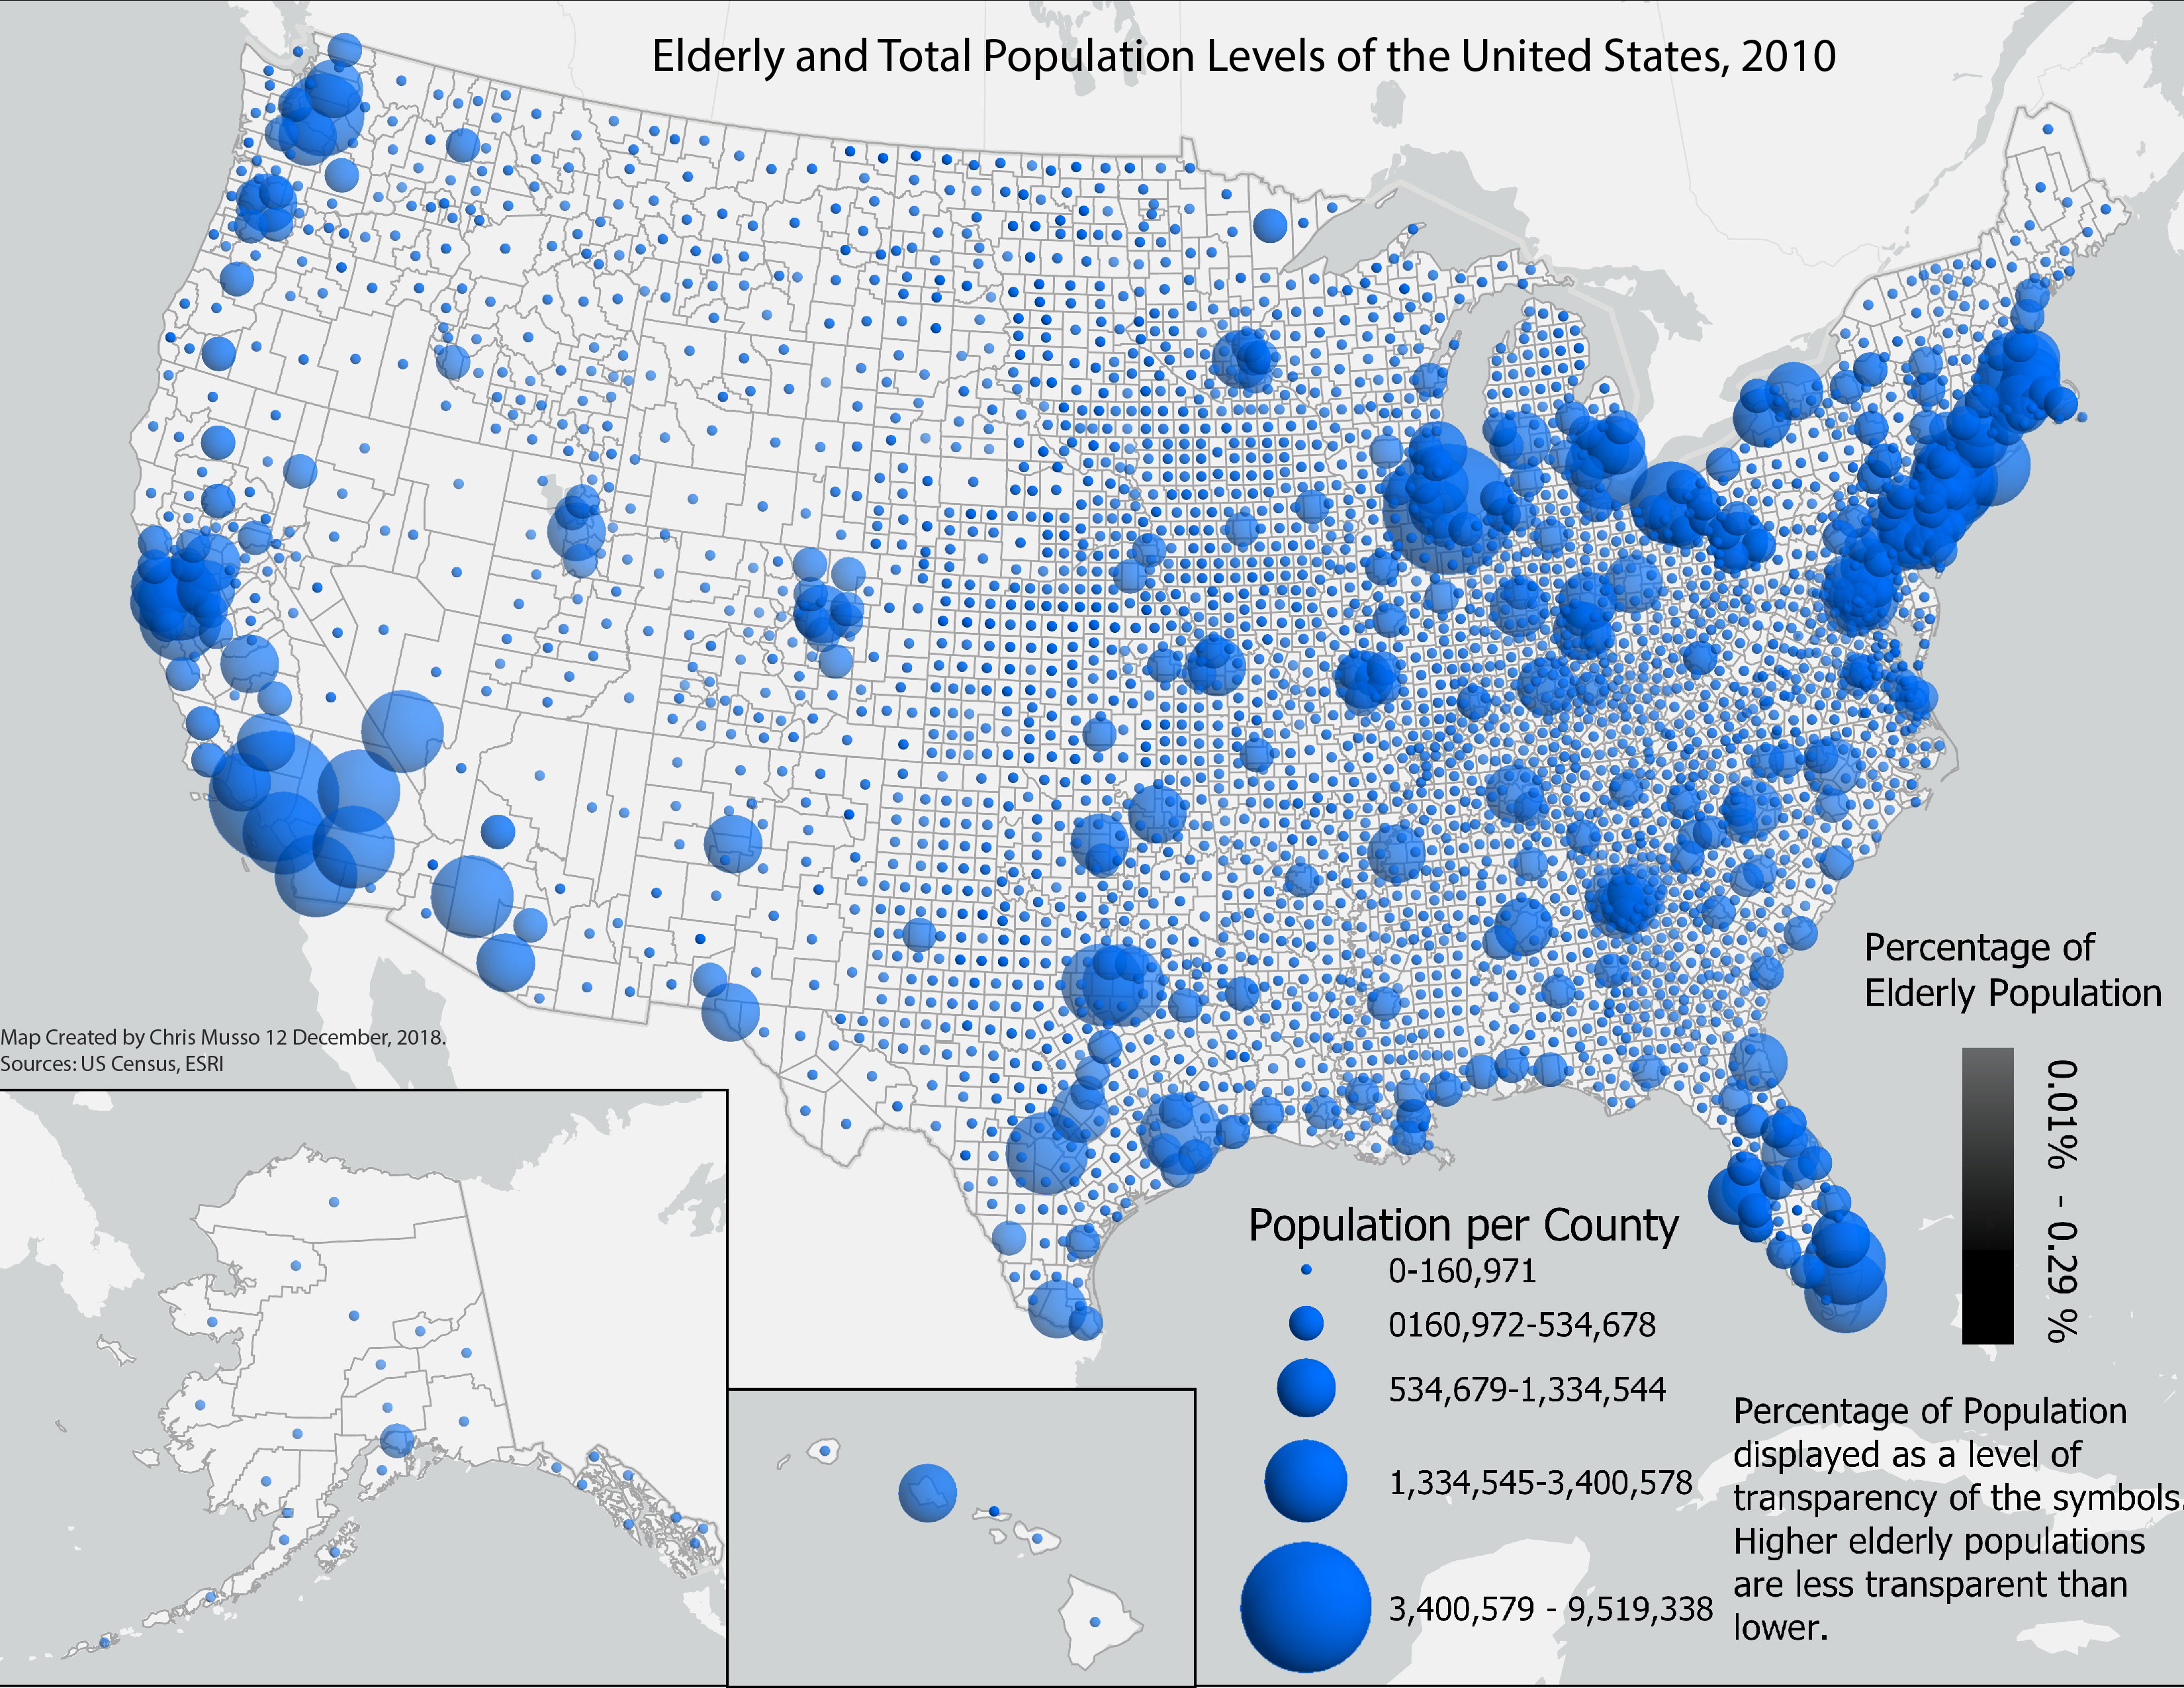 Elderly and Total Population Levels of the United States, 2010
Percentage of
Elderly Population
0.01% - 0.29 %
Map Created by Chris Musso 12 December, 2018.
Sources: US Census, ESRI
Population per County
0-160,971
0160,972-534,678
534,679-1,334,544
1,334,545-3,400,578
3,400,579 - 9,519,338
Percentage of Population
displayed as a level of
transparency of the symbols.
Higher elderly populations
are less transparent than
lower.